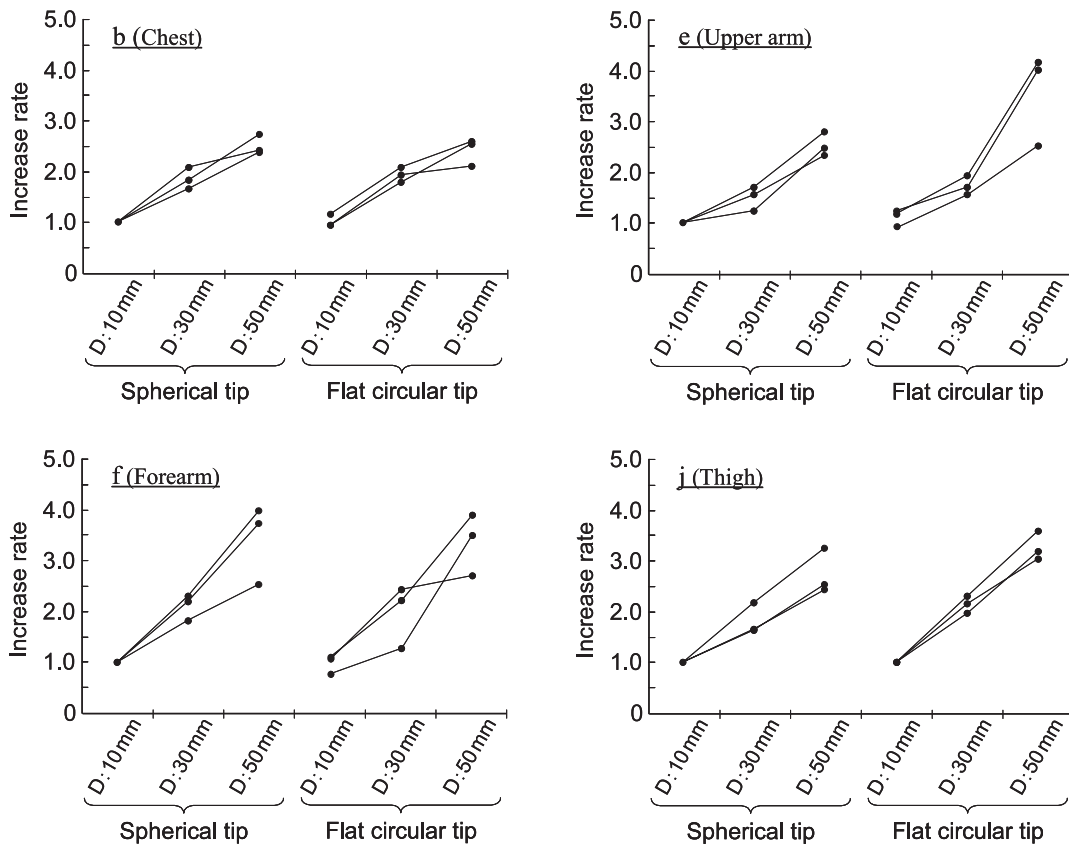 b (Chest)
Increase rate
5.0
4.0
3.0
2.0
1.0
0
D:10mm
D:30mm
D:50mm
D:10mm
D:30mm
D:50mm
Spherical tip
Flat circular tip
e (Upper arm)
Increase rate
5.0
4.0
3.0
2.0
1.0
0
D:10mm
D:30mm
D:50mm
D:10mm
D:30mm
D:50mm
Spherical tip
Flat circular tip
f (Forearm)
Increase rate
5.0
4.0
3.0
2.0
1.0
0
D:10mm
D:30mm
D:50mm
D:10mm
D:30mm
D:50mm
Spherical tip
Flat circular tip
j (Thigh)
Increase rate
5.0
4.0
3.0
2.0
1.0
0
D:10mm
D:30mm
D:50mm
D:10mm
D:30mm
D:50mm
Spherical tip
Flat circular tip